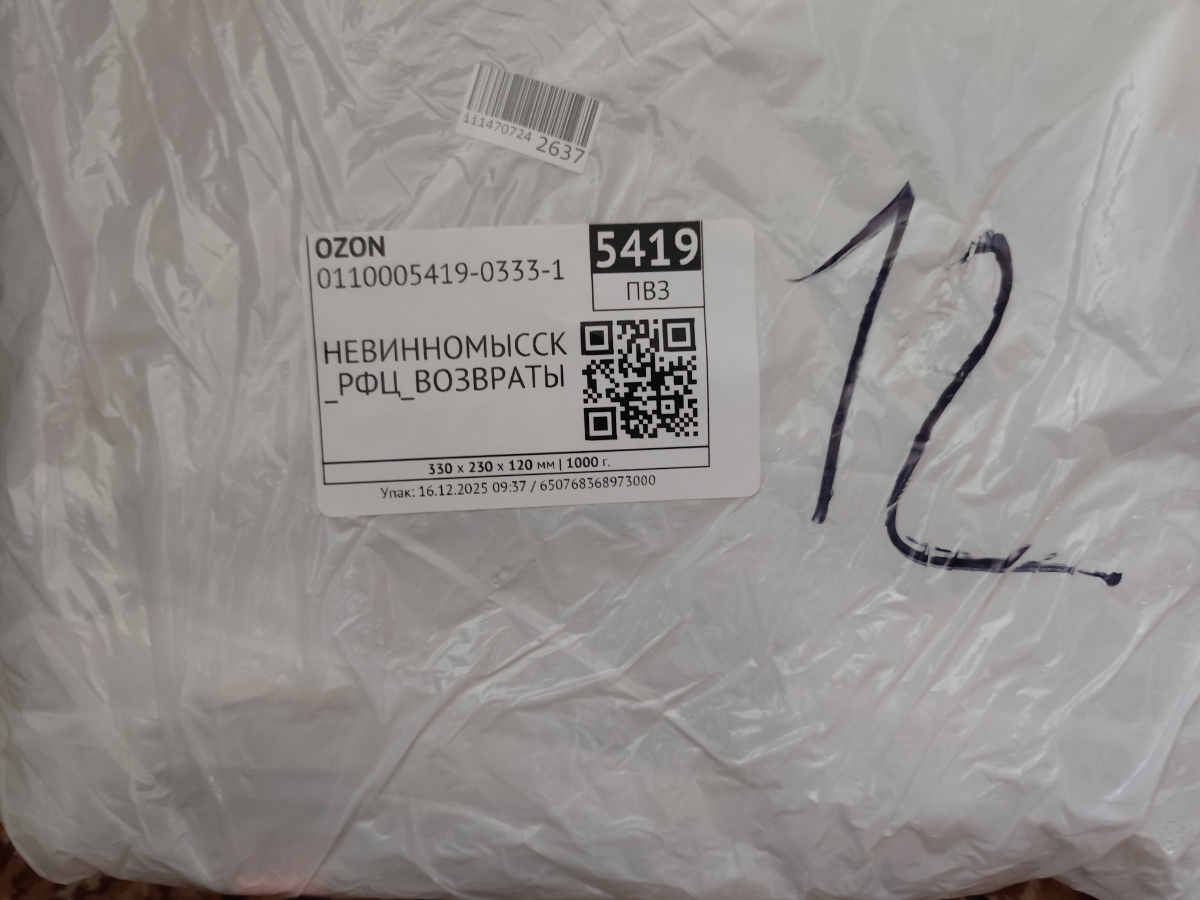 ii1470724 2637
OZON
0110005419-0333-1
5419
ПВЗ
НЕВИННОМЫССК
_РФЦ_ВОЗВРАТЫ
330 x 230 x 120 мм | 1000 г.
Упак: 16.12.2025 09:37 / 650768368973000
12